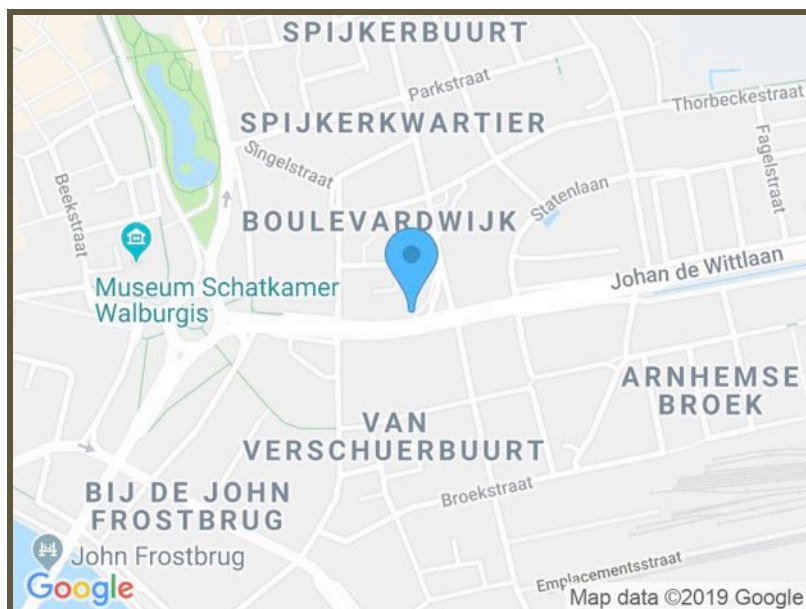 SPIJKERBUURT
Parkstraat
Thorbeckestraat
SPIJKERKWARTIER
Singelstraat
Fagelstraat
Beekstraat
Statenlaan
BOULEVARDWIJK
Johan de Wittlaan
Museum Schatkamer
Walburgis
ARNHEMSE
BROEK
VAN
VERSCHUERBUURT
Broekstraat
BIJ DE JOHN
FROSTBRUG
John Frostbrug
Emplacementsstraat
Google
Map data ©2019 Google